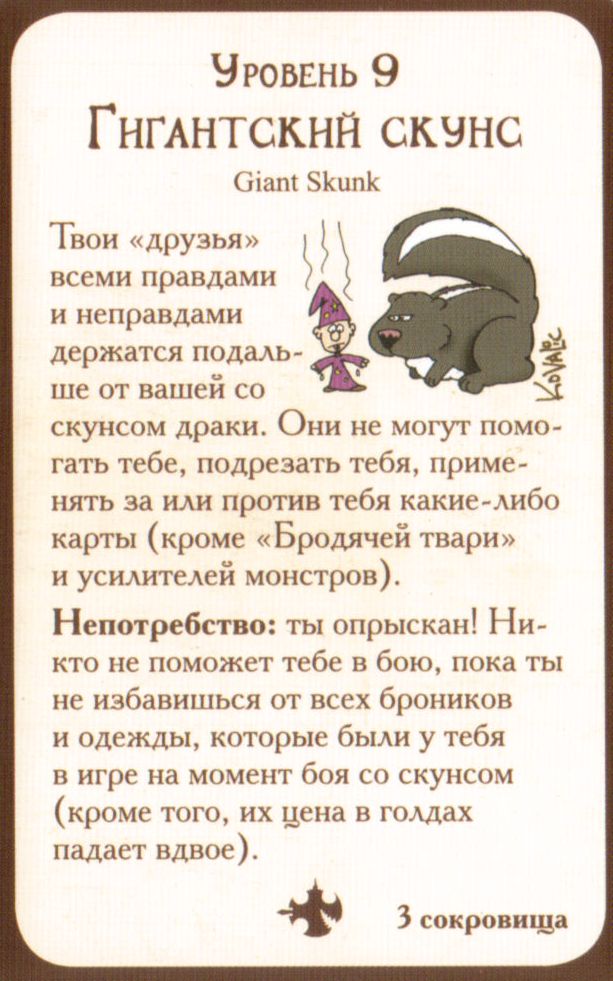 Уровень 9
Гигантский скунс
Giant Skunk
Твои «друзья»
всеми правдами
и неправдами
держатся подаль-
ше от вашей со
скунсом драки. Они не могут помо-
гать тебе, подрезать тебя, приме-
нять за или против тебя какие-либо
карты (кроме «Бродячей твари»
и усилителей монстров).
Kovalic
Непотребство: ты опрыскан! Ни-
кто не поможет тебе в бою, пока ты
не избавишься от всех броников
и одежды, которые были у тебя
в игре на момент боя со скунсом
(кроме того, их цена в голдах
падает вдвое).
3 сокровища